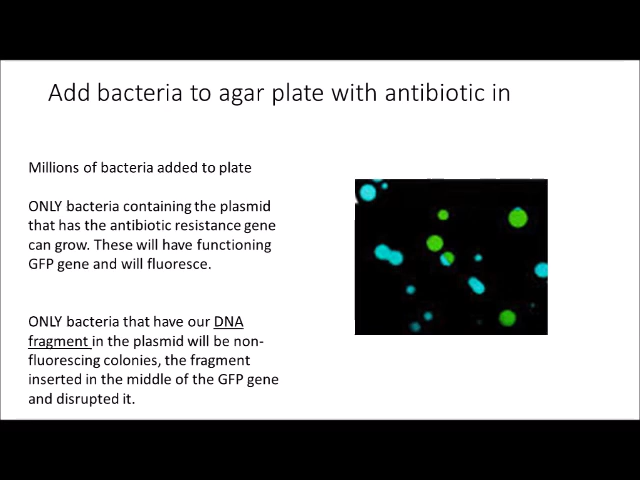 Add bacteria to agar plate with antibiotic in
Millions of bacteria added to plate
ONLY bacteria containing the plasmid
that has the antibiotic resistance gene
can grow. These will have functioning
GFP gene and will fluoresce.
ONLY bacteria that have our DNA
fragment in the plasmid will be non-
fluorescing colonies, the fragment
inserted in the middle of the GFP gene
and disrupted it.